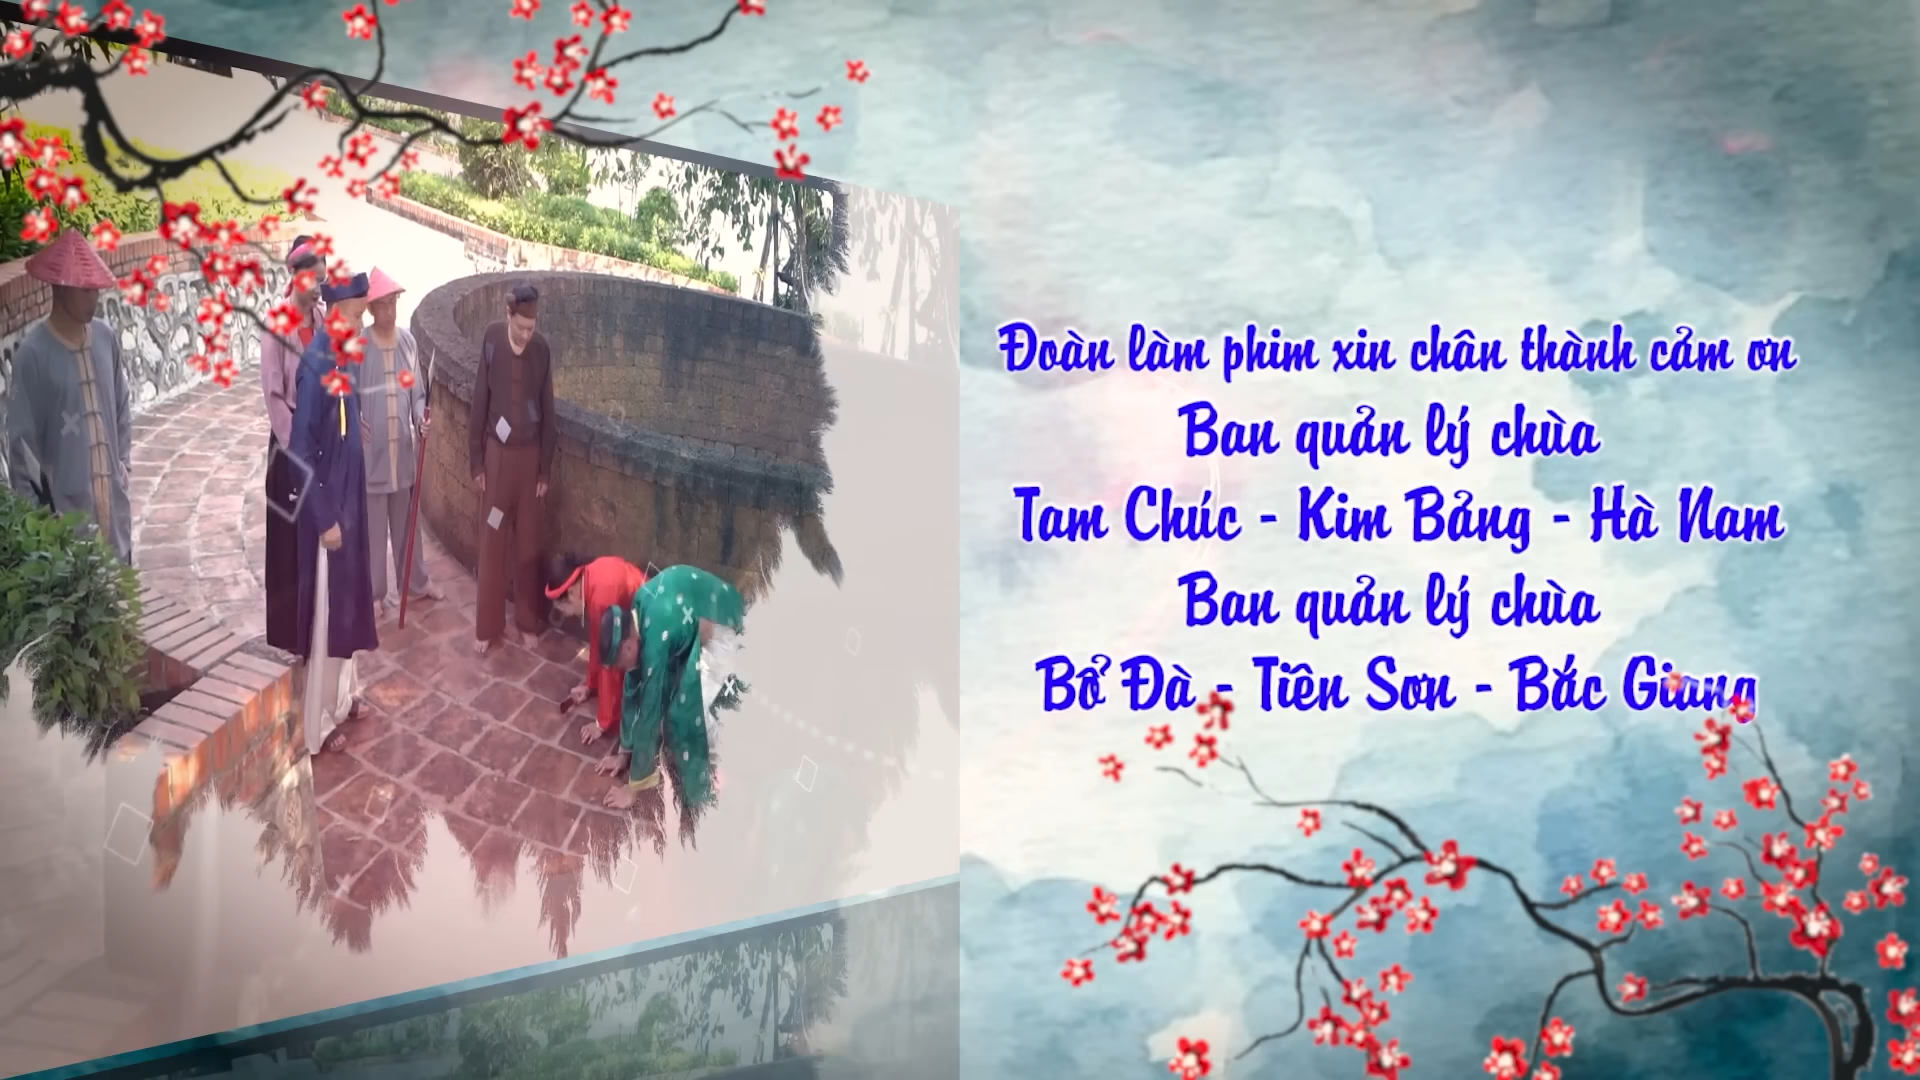 Đoàn làm phim xin chân thành cảm ơn
Ban quản lý chùa
Tam Chúc - Kim Bảng - Hà Nam
Ban quản lý chùa
Bổ Đà - Tiên Sơn - Bắc Giang